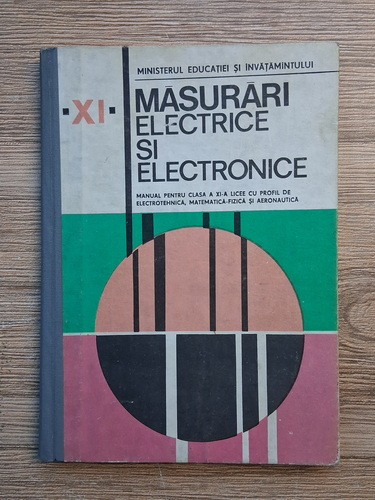 MINISTERUL EDUCAȚIEI ȘI ÎNVĂȚĂMÎNTULUI
·XI·
MĂSURĂRI
ELECTRICE
ȘI
ELECTRONICE
MANUAL PENTRU CLASA A XI-A LICEE CU PROFIL DE
ELECTROTEHNICĂ, MATEMATICĂ-FIZICĂ ȘI AERONAUTICĂ